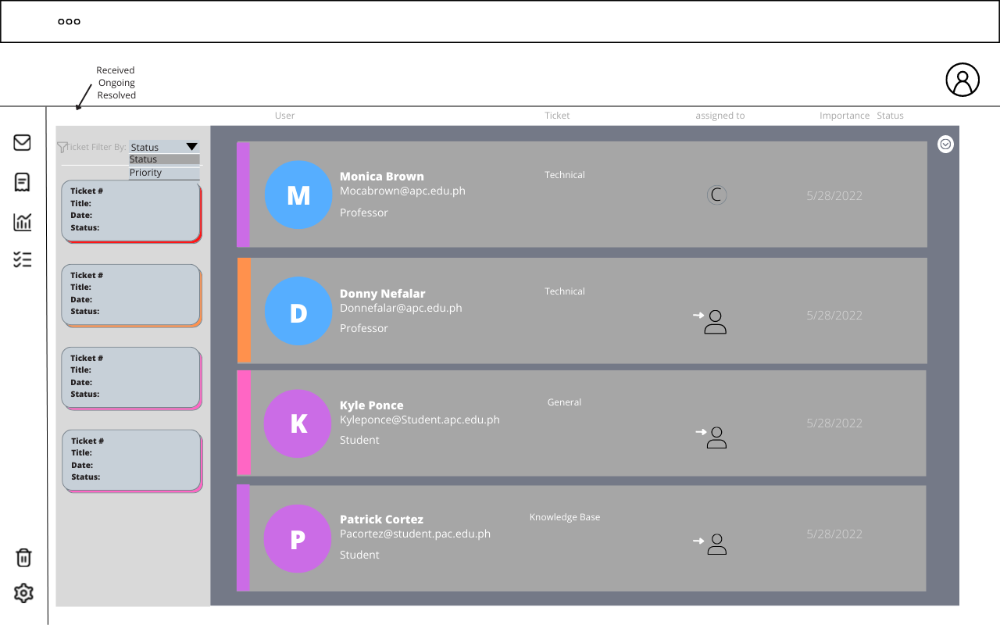 Received
Ongoing
Resolved
User
Ticket
assigned to
Importance
Status
Ticket Filter By:
Status
Status
Priority
Ticket #
Title:
Date:
Status:
Ticket #
Title:
Date:
Status:
Ticket #
Title:
Date:
Status:
Ticket #
Title:
Date:
Status:
M
Monica Brown
Mocabrown@apc.edu.ph
Professor
Technical
C
5/28/2022
D
Donny Nefalar
Donnefalar@apc.edu.ph
Professor
Technical
5/28/2022
K
Kyle Ponce
Kyleponce@Student.apc.edu.ph
Student
General
5/28/2022
P
Patrick Cortez
Pacortez@student.pac.edu.ph
Student
Knowledge Base
5/28/2022